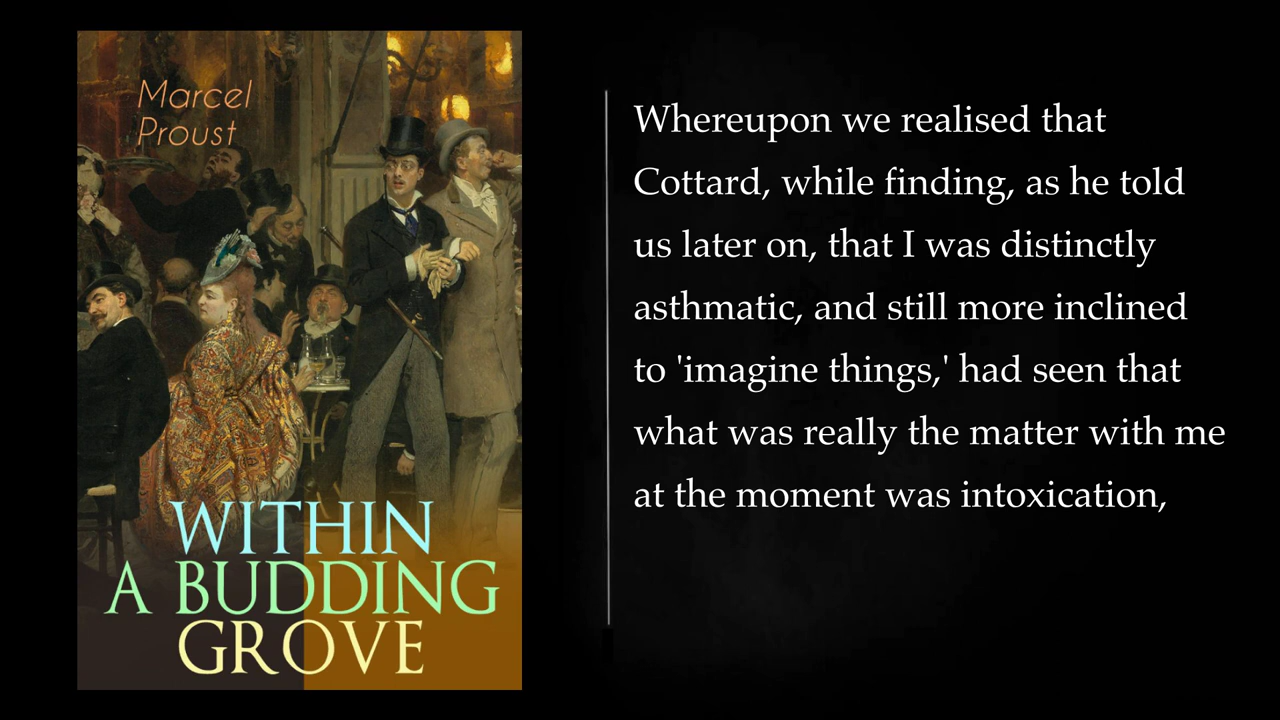 Marcel
Proust
WITHIN
A BUDDING
GROVE
Whereupon we realised that
Cottard, while finding, as he told
us later on, that I was distinctly
asthmatic, and still more inclined
to 'imagine things,' had seen that
what was really the matter with me
at the moment was intoxication,